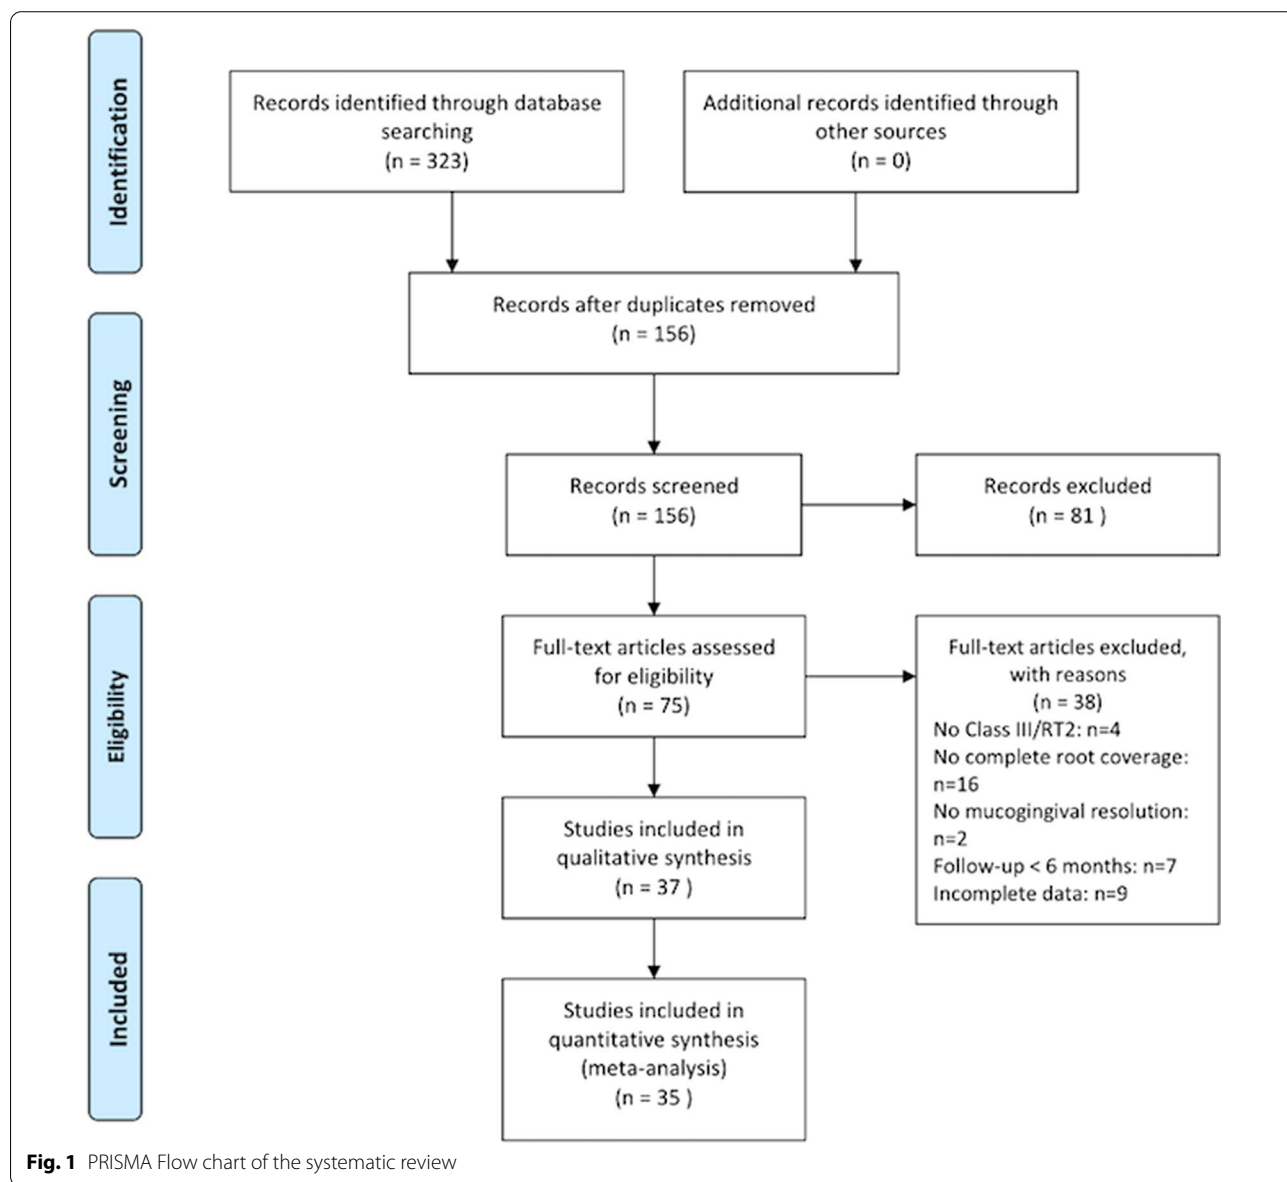 Identification
Records identified through database
searching
(n = 323)
Additional records identified through
other sources
(n = 0)
Records after duplicates removed
(n = 156)
Screening
Records screened
(n = 156)
Records excluded
(n = 81 )
Eligibility
Full-text articles assessed
for eligibility
(n = 75)
Full-text articles excluded,
with reasons
(n = 38)
No Class III/RT2: n=4
No complete root coverage:
n=16
No mucogingival resolution:
n=2
Follow-up < 6 months: n=7
Incomplete data: n=9
Studies included in
qualitative synthesis
(n = 37 )
Included
Studies included in
quantitative synthesis
(meta-analysis)
(n = 35 )
Fig. 1 PRISMA Flow chart of the systematic review